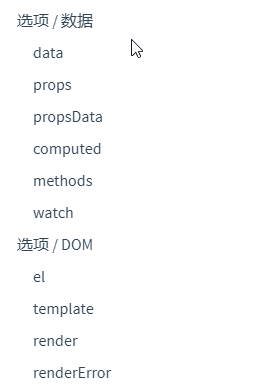 选项 / 数据
data
props
propsData
computed
methods
watch
选项 / DOM
el
template
render
renderError